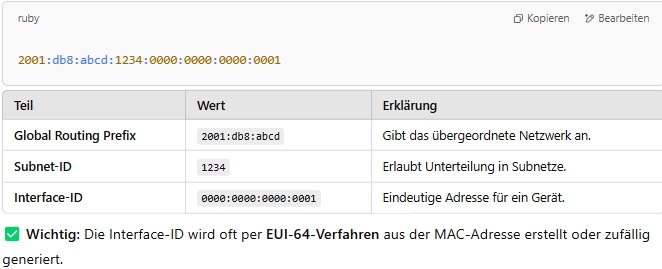 ruby Kopieren Bearbeiten
2001:db8:abcd:1234:0000:0000:0000:0001
Teil Wert Erklärung
Global Routing Prefix 2001:db8:abcd Gibt das übergeordnete Netzwerk an.
Subnet-ID 1234 Erlaubt Unterteilung in Subnetze.
Interface-ID 0000:0000:0000:0001 Eindeutige Adresse für ein Gerät.
✅ Wichtig: Die Interface-ID wird oft per EUI-64-Verfahren aus der MAC-Adresse erstellt oder zufällig
generiert.